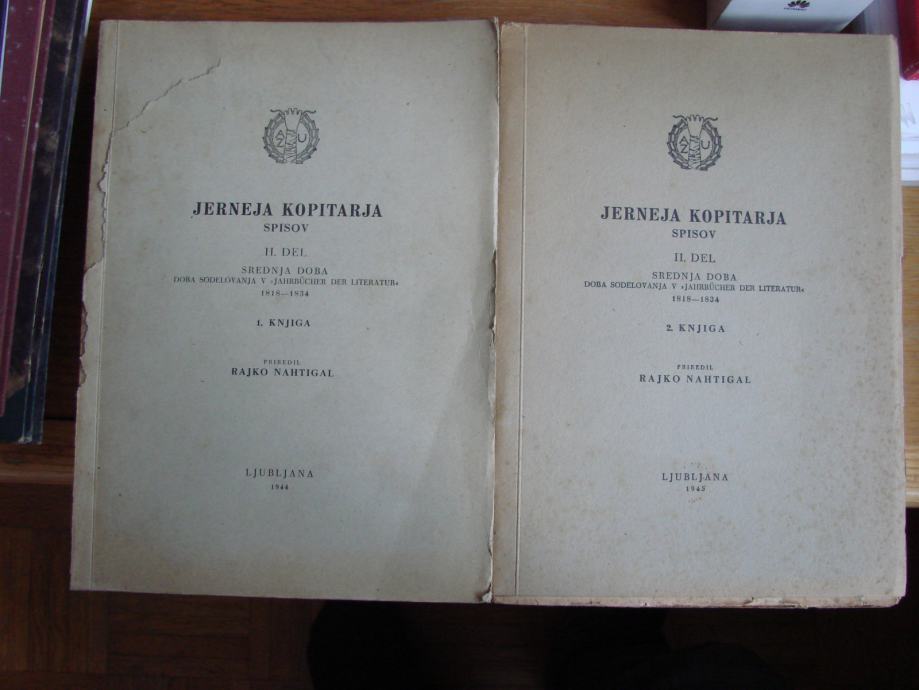 JERNEJA KOPITARJA
SPISOV
II. DEL
SREDNJA DOBA
DOBA SODELOVANJA V »JAHRBÜCHER DER LITERATUR«
1818—1834
1. KNJIGA
PRIREDIL
RAJKO NAHTIGAL
LJUBLJANA
1944
AZU
JERNEJA KOPITARJA
SPISOV
II. DEL
SREDNJA DOBA
DOBA SODELOVANJA V »JAHRBÜCHER DER LITERATUR«
1818—1834
2. KNJIGA
PRIREDIL
RAJKO NAHTIGAL
LJUBLJANA
1945